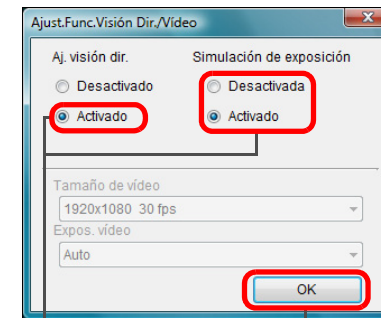 Ajust.Func.Visión Dir./Vídeo
Aj. visión dir. Simulación de exposición
Desactivado Desactivada
Activado Activado
Tamaño de vídeo
1920x1080 30 fps
Expos. vídeo
Auto
OK